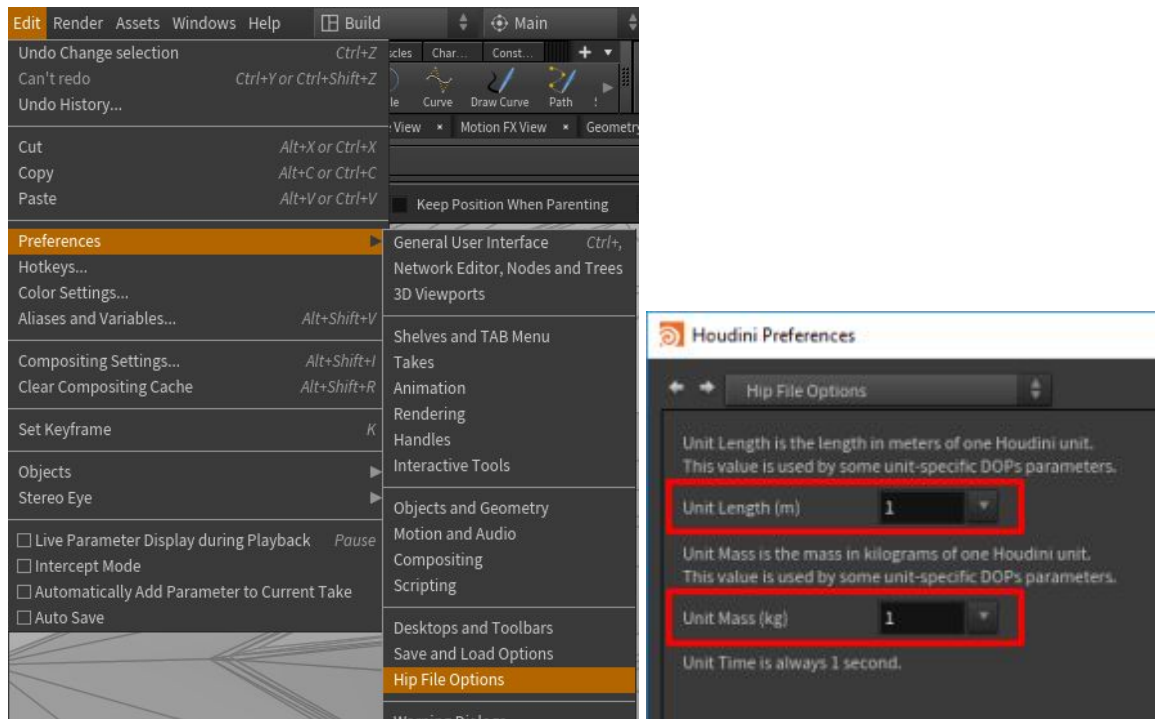 Edit Render Assets Windows Help Build Main
Undo Change selection Ctrl+Z
Can't redo Ctrl+Y or Ctrl+Shift+Z
Undo History...
Cut Alt+X or Ctrl+X
Copy Alt+C or Ctrl+C
Paste Alt+V or Ctrl+V
Preferences
Hotkeys...
Color Settings...
Aliases and Variables... Alt+Shift+V
Compositing Settings... Alt+Shift+I
Clear Compositing Cache Alt+Shift+R
Set Keyframe K
Objects
Stereo Eye
Live Parameter Display during Playback Pause
Intercept Mode
Automatically Add Parameter to Current Take
Auto Save
Char... Const...
Curve Draw Curve Path
View Motion FX View Geometry
Keep Position When Parenting
General User Interface Ctrl+,
Network Editor, Nodes and Trees
3D Viewports
Shelves and TAB Menu
Takes
Animation
Rendering
Handles
Interactive Tools
Objects and Geometry
Motion and Audio
Compositing
Scripting
Desktops and Toolbars
Save and Load Options
Hip File Options
Houdini Preferences
Hip File Options
Unit Length is the length in meters of one Houdini unit.
This value is used by some unit-specific DOPs parameters.
Unit Length (m) 1
Unit Mass is the mass in kilograms of one Houdini unit.
This value is used by some unit-specific DOPs parameters.
Unit Mass (kg) 1
Unit Time is always 1 second.